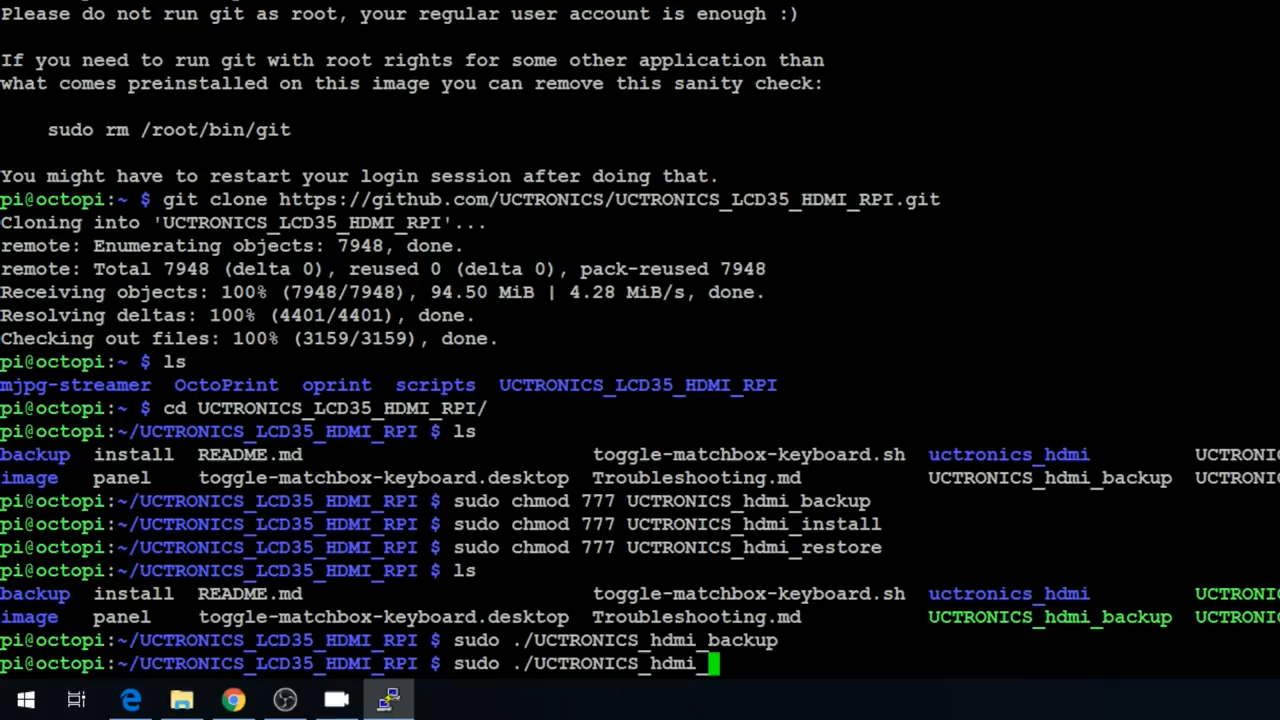 Please do not run git as root, your regular user account is enough :)
If you need to run git with root rights for some other application than
what comes preinstalled on this image you can remove this sanity check:
sudo rm /root/bin/git
You might have to restart your login session after doing that.
pi@octopi:~ $ git clone https://github.com/UCTRONICS/UCTRONICS_LCD35_HDMI_RPI.git
Cloning into 'UCTRONICS_LCD35_HDMI_RPI'...
remote: Enumerating objects: 7948, done.
remote: Total 7948 (delta 0), reused 0 (delta 0), pack-reused 7948
Receiving objects: 100% (7948/7948), 94.50 MiB | 4.28 MiB/s, done.
Resolving deltas: 100% (4401/4401), done.
Checking out files: 100% (3159/3159), done.
pi@octopi:~ $ ls
mjpg-streamer OctoPrint oprint scripts UCTRONICS_LCD35_HDMI_RPI
pi@octopi:~ $ cd UCTRONICS_LCD35_HDMI_RPI/
pi@octopi:~/UCTRONICS_LCD35_HDMI_RPI $ ls
backup install README.md toggle-matchbox-keyboard.sh uctronics_hdmi UCTRONI
image panel toggle-matchbox-keyboard.desktop Troubleshooting.md UCTRONICS_hdmi_backup UCTRONI
pi@octopi:~/UCTRONICS_LCD35_HDMI_RPI $ sudo chmod 777 UCTRONICS_hdmi_backup
pi@octopi:~/UCTRONICS_LCD35_HDMI_RPI $ sudo chmod 777 UCTRONICS_hdmi_install
pi@octopi:~/UCTRONICS_LCD35_HDMI_RPI $ sudo chmod 777 UCTRONICS_hdmi_restore
pi@octopi:~/UCTRONICS_LCD35_HDMI_RPI $ ls
backup install README.md toggle-matchbox-keyboard.sh uctronics_hdmi UCTRONI
image panel toggle-matchbox-keyboard.desktop Troubleshooting.md UCTRONICS_hdmi_backup UCTRONI
pi@octopi:~/UCTRONICS_LCD35_HDMI_RPI $ sudo ./UCTRONICS_hdmi_backup
pi@octopi:~/UCTRONICS_LCD35_HDMI_RPI $ sudo ./UCTRONICS_hdmi_